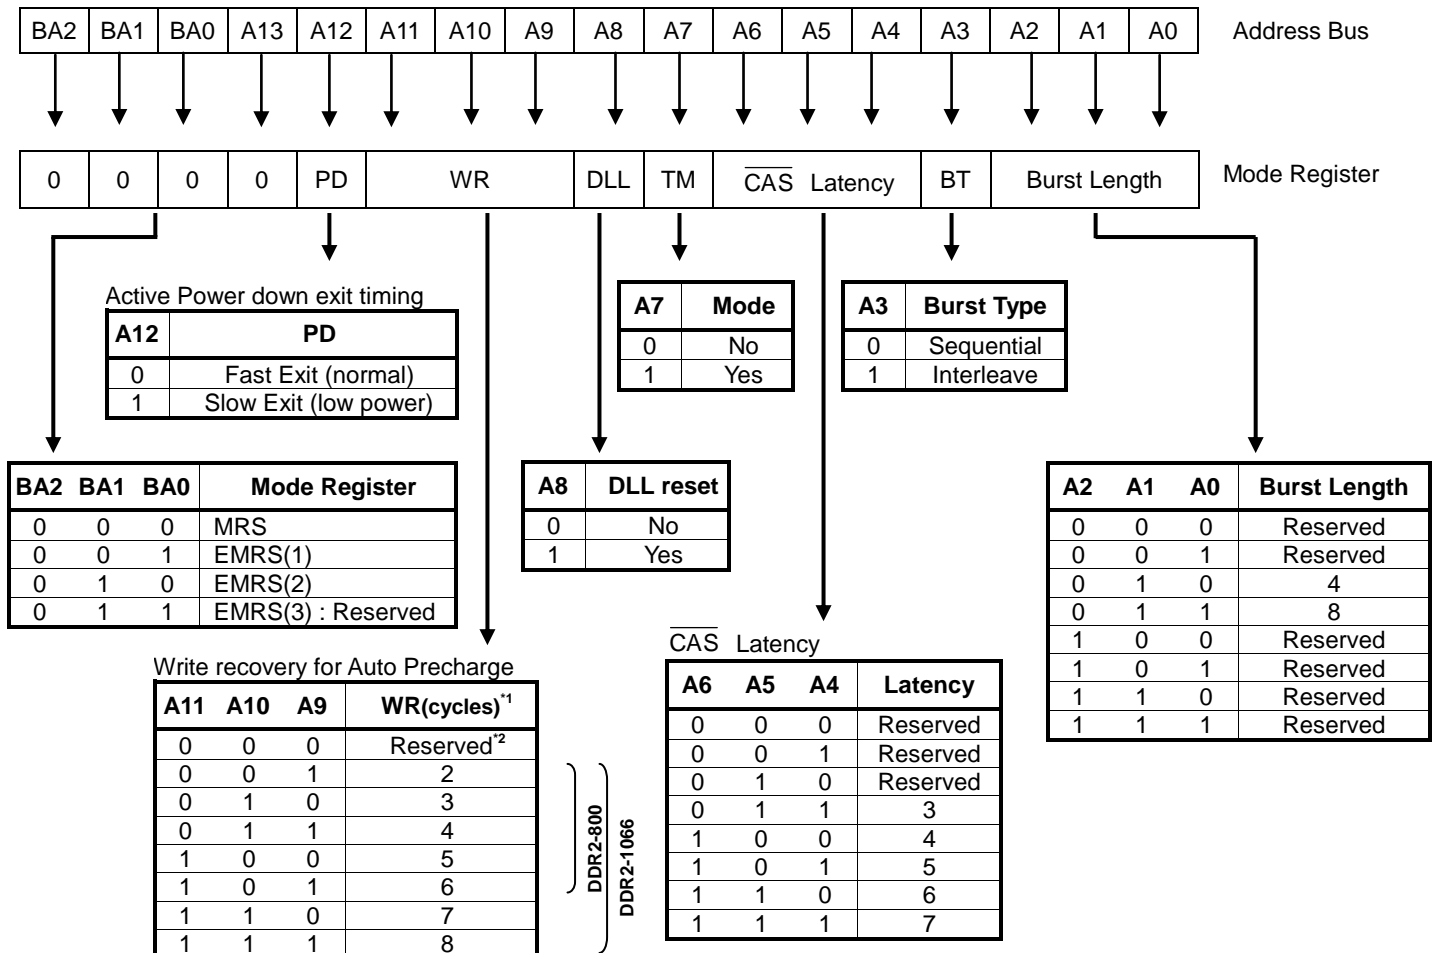 BA2 BA1 BA0 A13 A12 A11 A10 A9 A8 A7 A6 A5 A4 A3 A2 A1 A0 Address Bus
0 0 0 0 PD WR DLL TM CAS Latency BT Burst Length Mode Register
Active Power down exit timing
A12 PD
0 Fast Exit (normal)
1 Slow Exit (low power)
A7 Mode
0 No
1 Yes
A3 Burst Type
0 Sequential
1 Interleave
BA2 BA1 BA0 Mode Register
0 0 0 MRS
0 0 1 EMRS(1)
0 1 0 EMRS(2)
0 1 1 EMRS(3) : Reserved
A8 DLL reset
0 No
1 Yes
A2 A1 A0 Burst Length
0 0 0 Reserved
0 0 1 Reserved
0 1 0 4
0 1 1 8
1 0 0 Reserved
1 0 1 Reserved
1 1 0 Reserved
1 1 1 Reserved
Write recovery for Auto Precharge
A11 A10 A9 WR(cycles)*1
0 0 0 Reserved*2
0 0 1 2
0 1 0 3
0 1 1 4
1 0 0 5
1 0 1 6
1 1 0 7
1 1 1 8
DDR2-800
DDR2-1066
CAS Latency
A6 A5 A4 Latency
0 0 0 Reserved
0 0 1 Reserved
0 1 0 Reserved
0 1 1 3
1 0 0 4
1 0 1 5
1 1 0 6
1 1 1 7